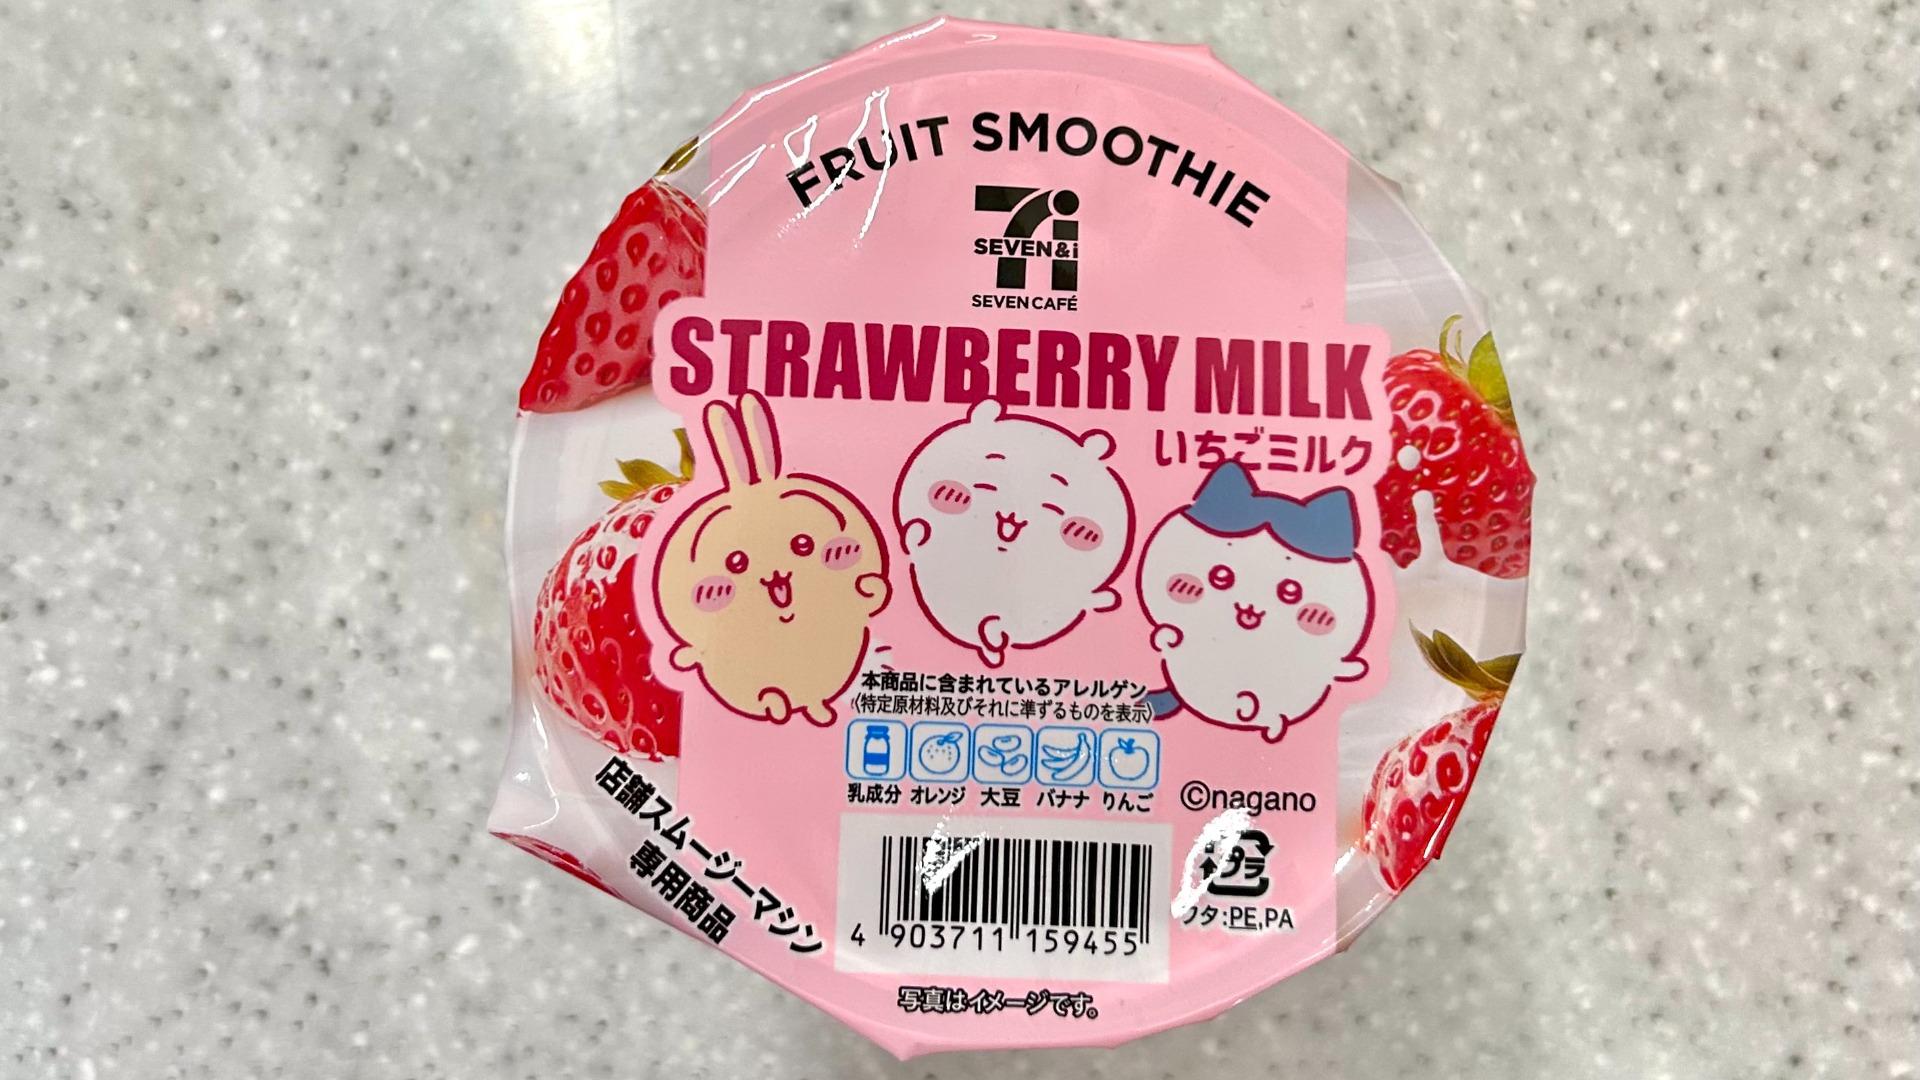 FRUIT SMOOTHIE
SEVEN&i
SEVEN CAFÉ
STRAWBERRY MILK
いちごミルク
本商品に含まれているアレルゲン
〈特定原材料及びそれに準ずるものを表示〉
乳成分 オレンジ 大豆 バナナ りんご
©nagano
店舗スムージーマシン
専用商品
プラ
フタ:PE,PA
4 903711 159455
写真はイメージです。